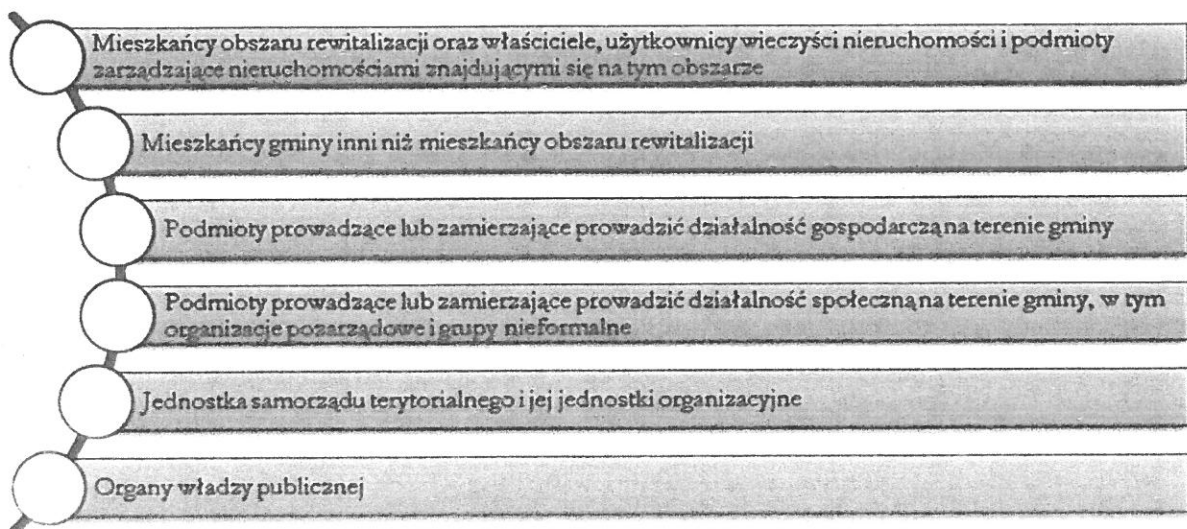 Mieszkańcy obszaru rewitalizacji oraz właściciele, użytkownicy wieczyści nieruchomości i podmioty
zarządzające nieruchomościami znajdującymi się na tym obszarze
Mieszkańcy gminy inni niż mieszkańcy obszaru rewitalizacji
Podmioty prowadzące lub zamierzające prowadzić działalność gospodarczą na terenie gminy
Podmioty prowadzące lub zamierzające prowadzić działalność społeczną na terenie gminy, w tym
organizacje pozarządowe i grupy nieformalne
Jednostka samorządu terytorialnego i jej jednostki organizacyjne
Organy władzy publicznej